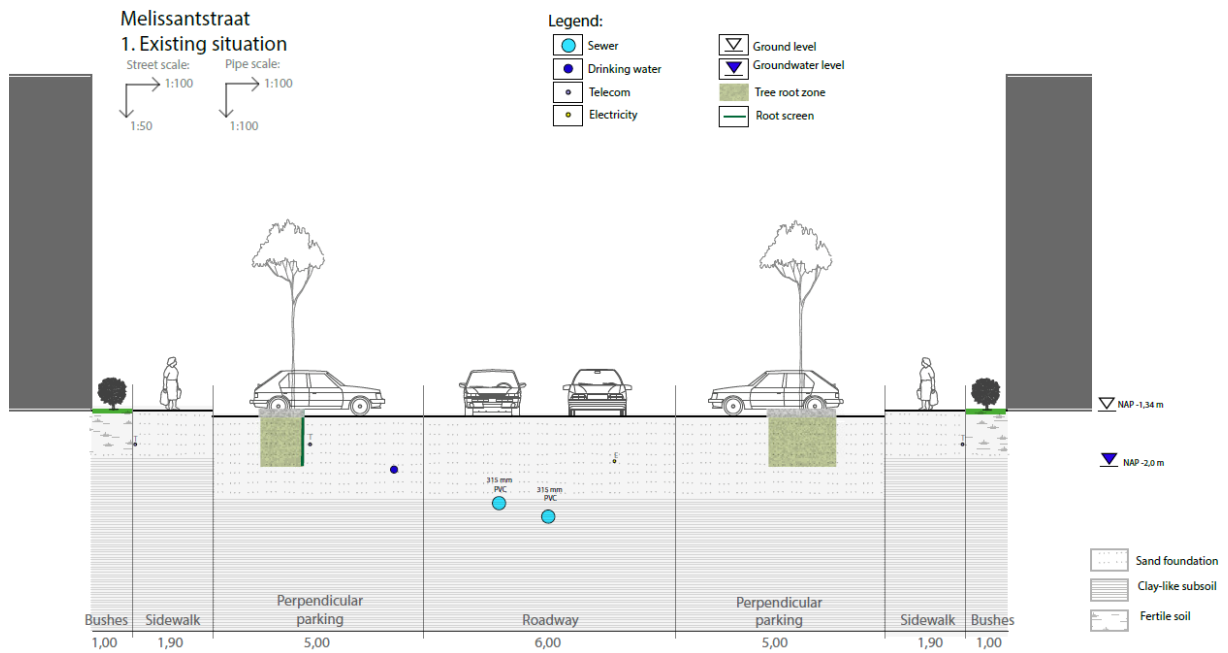 Melissantstraat
1. Existing situation
Street scale:
1:100
1:50
Pipe scale:
1:100
1:100
Legend:
Sewer
Drinking water
Telecom
Electricity
Ground level
Groundwater level
Tree root zone
Root screen
NAP -1,34 m
NAP -2,0 m
T
T
E
T
315 mm
PVC
315 mm
PVC
Sand foundation
Clay-like subsoil
Fertile soil
Bushes
Sidewalk
Perpendicular
parking
Roadway
Perpendicular
parking
Sidewalk
Bushes
1,00
1,90
5,00
6,00
5,00
1,90
1,00